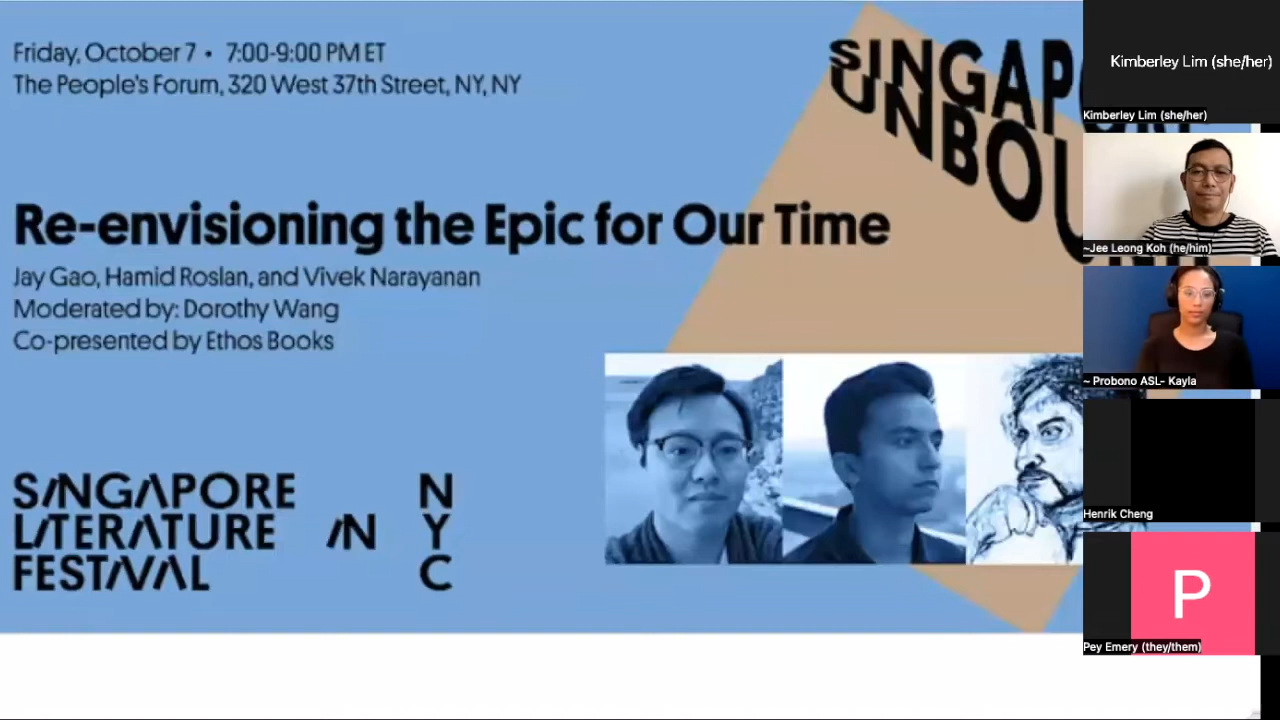 Friday, October 7 • 7:00-9:00 PM ET
The People's Forum, 320 West 37th Street, NY, NY
SINGAPO
UNBOU
Re-envisioning the Epic for Our Time
Jay Gao, Hamid Roslan, and Vivek Narayanan
Moderated by: Dorothy Wang
Co-presented by Ethos Books
SINGAPORE N
LITERATURE IN Y
FESTIVAL C
Kimberley Lim (she/her)
Kimberley Lim (she/her)
~Jee Leong Koh (he/him)
~ Probono ASL- Kayla
Henrik Cheng
P
Pey Emery (they/them)